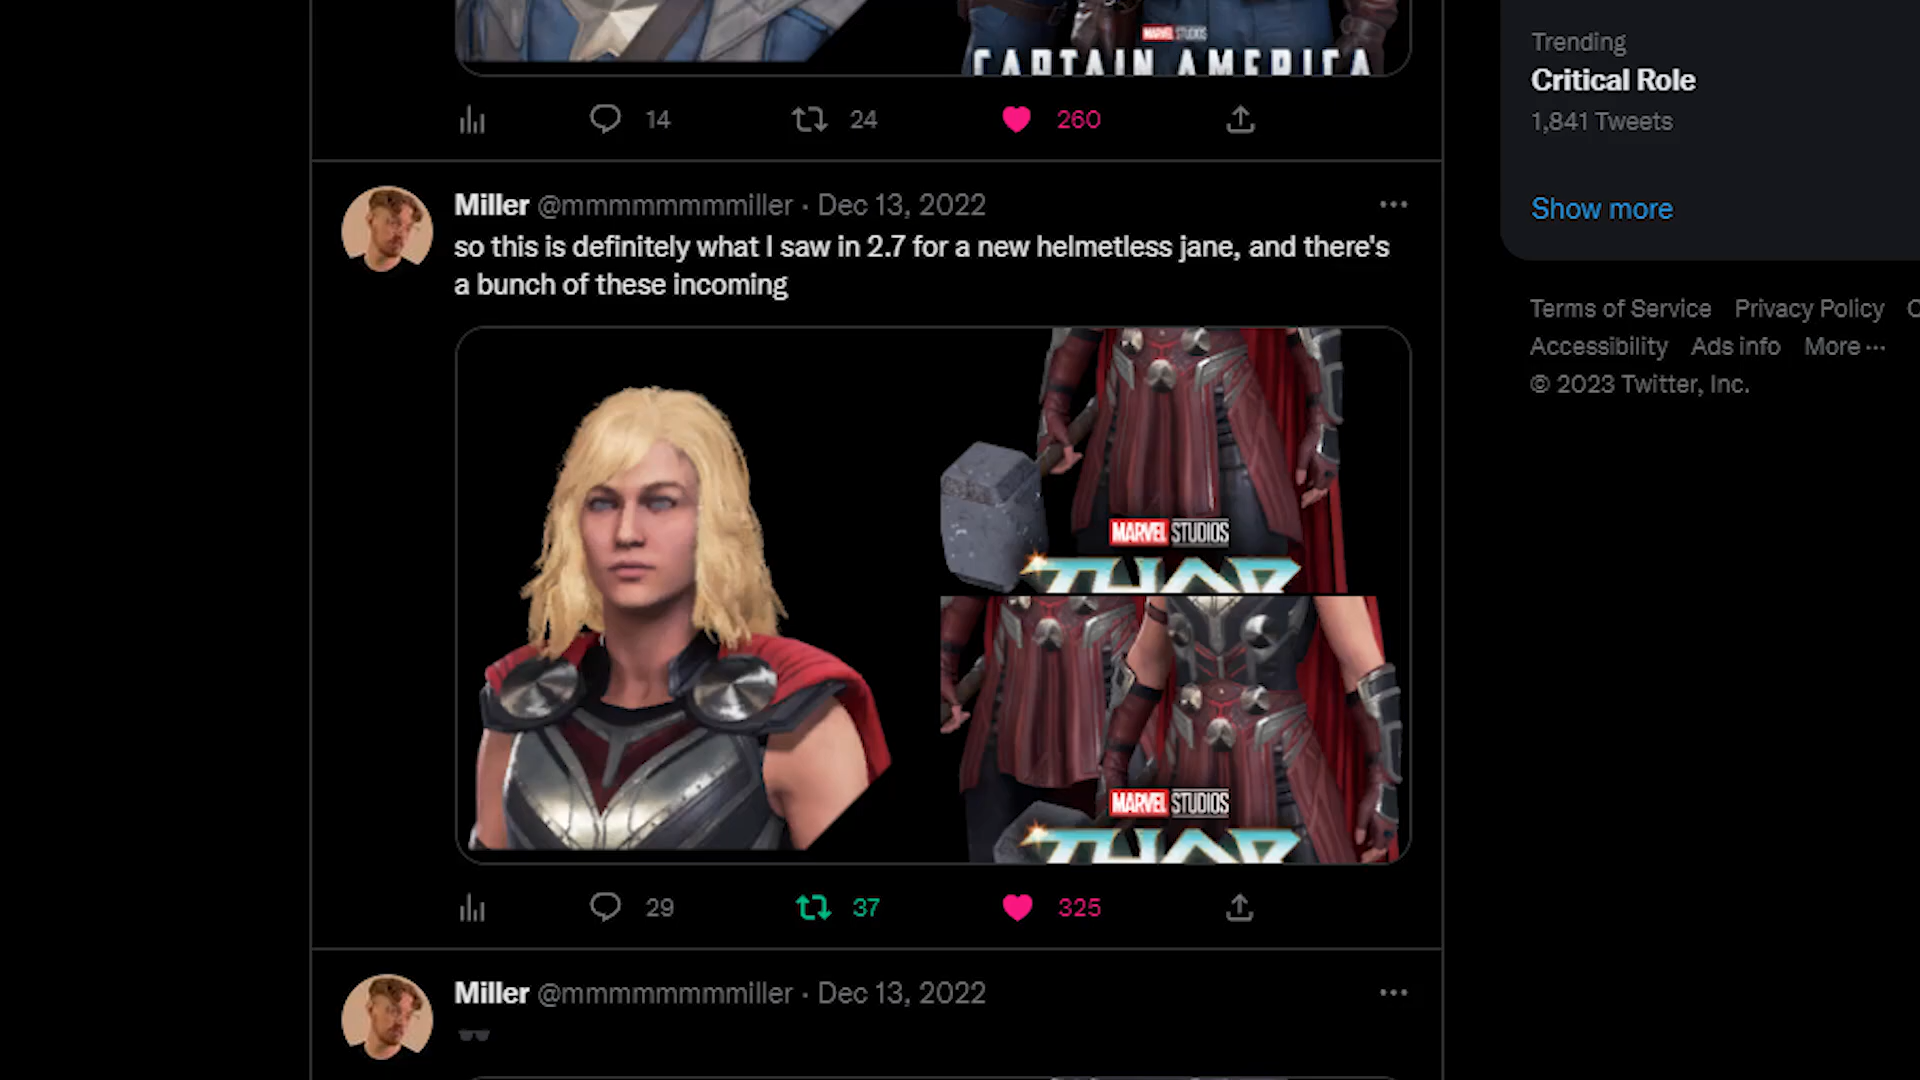 MARVEL STUDIOS
CAPTAIN AMERICA
14
24
260
Miller @mmmmmmmmiller · Dec 13, 2022
so this is definitely what I saw in 2.7 for a new helmetless jane, and there's
a bunch of these incoming
MARVEL STUDIOS
THOR
MARVEL STUDIOS
THOR
29
37
325
Miller @mmmmmmmmiller · Dec 13, 2022
Trending
Critical Role
1,841 Tweets
Show more
Terms of Service Privacy Policy C
Accessibility Ads info More ···
© 2023 Twitter, Inc.